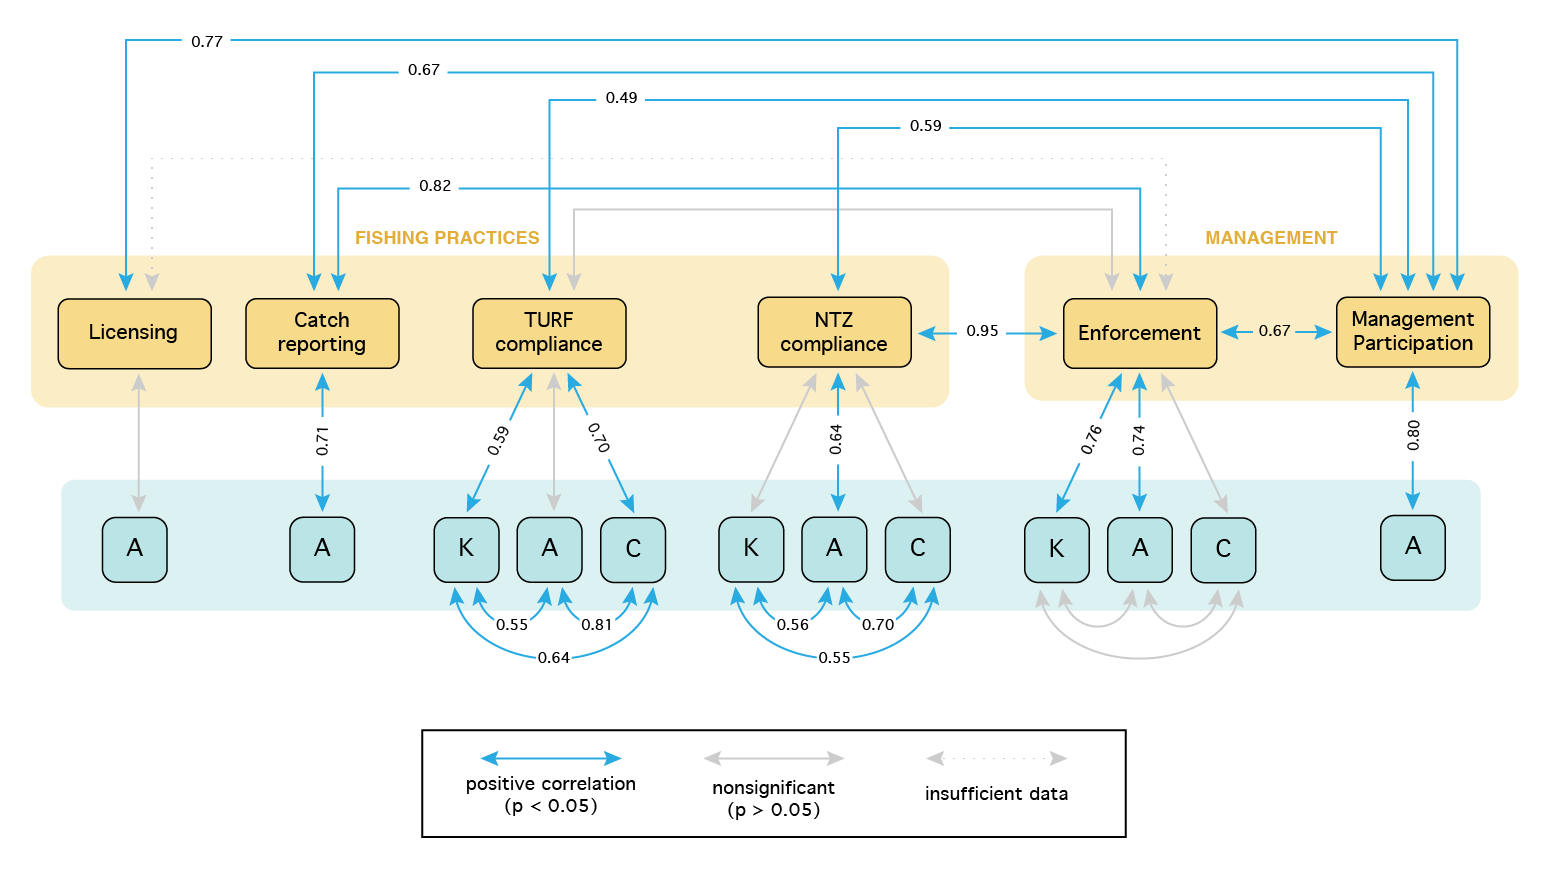 0.77
0.67
0.49
0.59
0.82
FISHING PRACTICES
MANAGEMENT
Licensing
Catch
reporting
TURF
compliance
NTZ
compliance
0.95
Enforcement
0.67
Management
Participation
0.71
0.59
0.70
0.64
0.76
0.74
0.80
A
A
K
A
C
K
A
C
K
A
C
A
0.55
0.81
0.64
0.56
0.70
0.55
positive correlation
(p < 0.05)
nonsignificant
(p > 0.05)
insufficient data